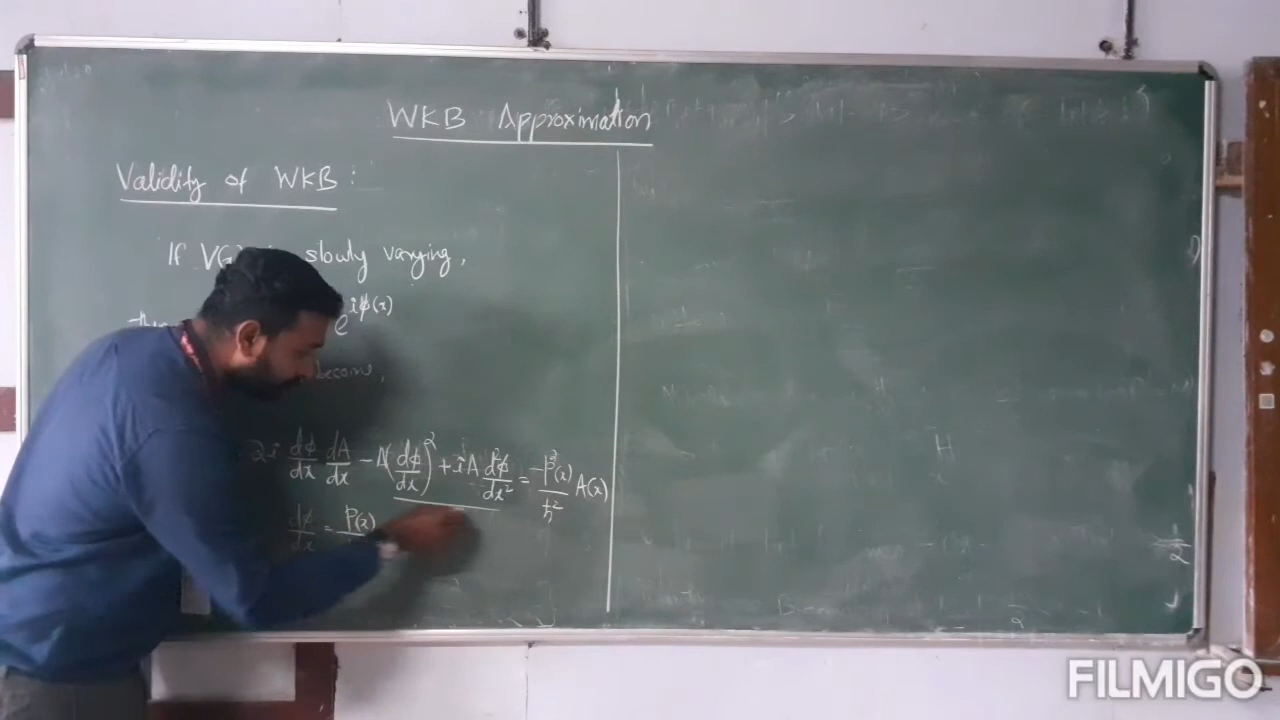 WKB Approximation
Validity of WKB :
If V( slowly varying,
e^{iϕ(x)}
2i dϕ/dx dA/dx - A(dϕ/dx)² + iA d²ϕ/dx² = -p²(x)/ħ² A(x)
dϕ/dx = p(x)
FILMIGO